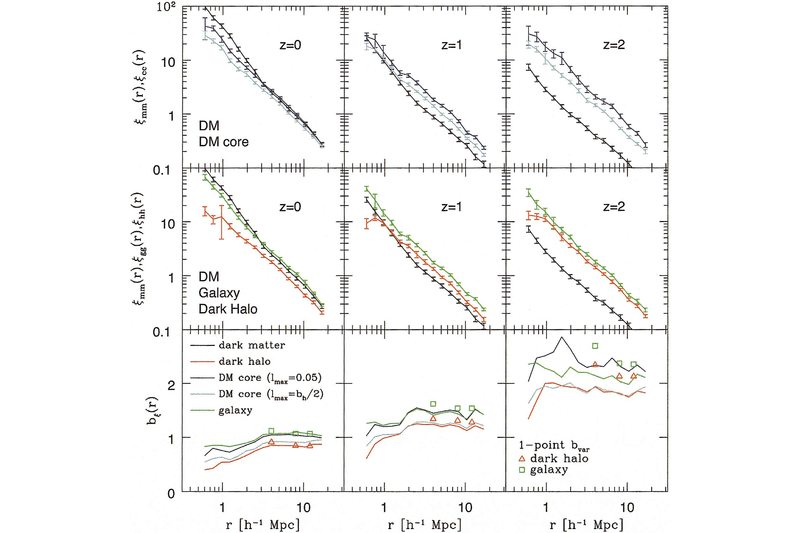 10²
10
1
0.1
10
1
0.1
2
1
0
ξmm(r),ξcc(r)
ξmm(r),ξgg(r),ξhh(r)
bξ(r)
z=0
z=1
z=2
DM
DM core
z=0
z=1
z=2
DM
Galaxy
Dark Halo
dark matter
dark halo
DM core (lmax=0.05)
DM core (lmax=bh/2)
galaxy
1-point bvar
dark halo
galaxy
1 10
1 10
1 10
r [h⁻¹ Mpc]
r [h⁻¹ Mpc]
r [h⁻¹ Mpc]